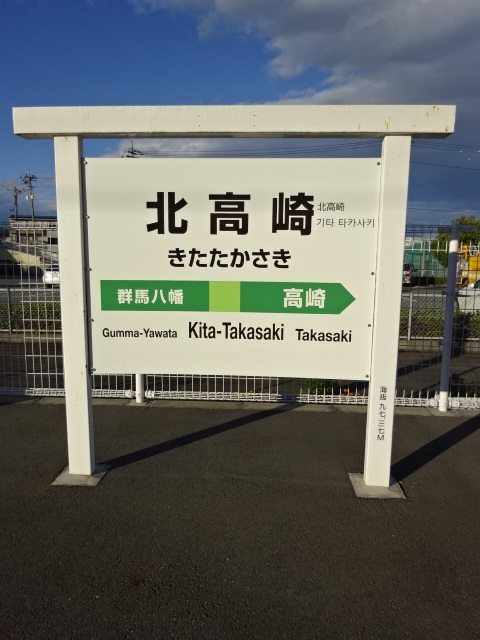 北高崎
北高崎
기타 타카사키
きたたかさき
群馬八幡 高崎
Gumma-Yawata Kita-Takasaki Takasaki
海抜 九七.三七M